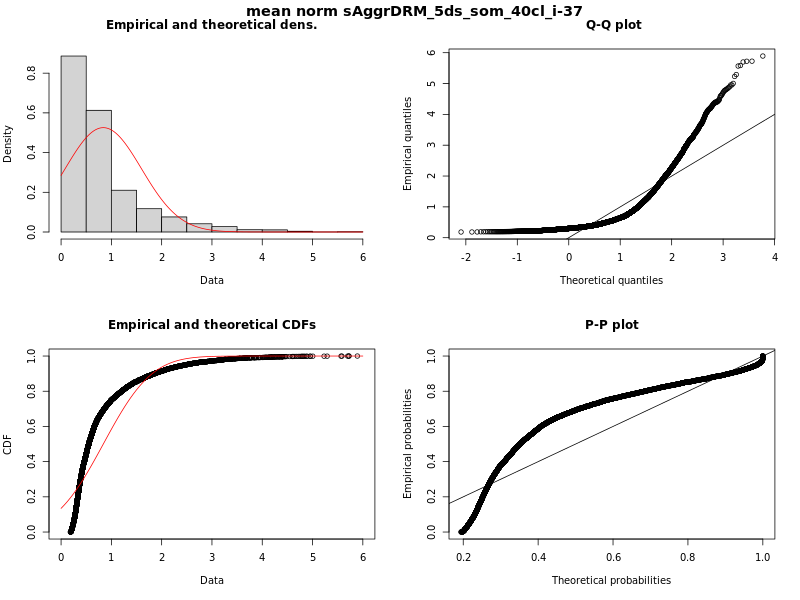 mean norm sAggrDRM_5ds_som_40cl_i-37
Empirical and theoretical dens.
Density
0.0 0.2 0.4 0.6 0.8
0 1 2 3 4 5 6
Data
Q-Q plot
Empirical quantiles
0 1 2 3 4 5 6
-2 -1 0 1 2 3 4
Theoretical quantiles
Empirical and theoretical CDFs
CDF
0.0 0.2 0.4 0.6 0.8 1.0
0 1 2 3 4 5 6
Data
P-P plot
Empirical probabilities
0.0 0.2 0.4 0.6 0.8 1.0
0.2 0.4 0.6 0.8 1.0
Theoretical probabilities